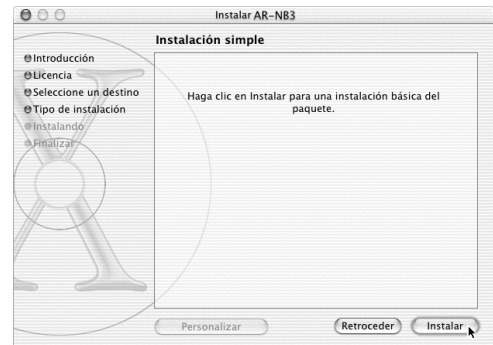 Instalar AR-NB3
Instalación simple
Introducción
Licencia
Seleccione un destino
Tipo de instalación
Instalando
Finalizar
Haga clic en Instalar para una instalación básica del
paquete.
Personalizar
Retroceder
Instalar